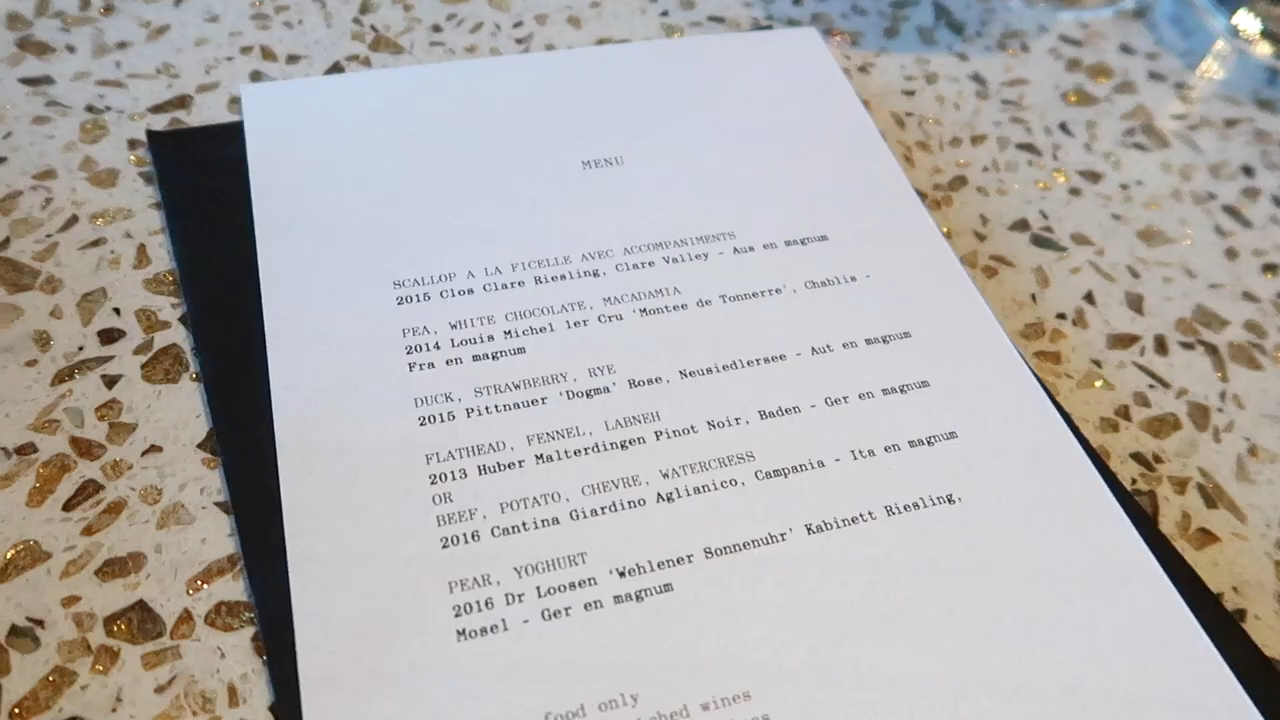 MENU
SCALLOP A LA FICELLE AVEC ACCOMPANIMENTS
2015 Clos Clare Riesling, Clare Valley - Aus en magnum
PEA, WHITE CHOCOLATE, MACADAMIA
2014 Louis Michel 1er Cru 'Montee de Tonnerre', Chablis -
Fra en magnum
DUCK, STRAWBERRY, RYE
2015 Pittnauer 'Dogma' Rose, Neusiedlersee - Aut en magnum
FLATHEAD, FENNEL, LABNEH
2013 Huber Malterdingen Pinot Noir, Baden - Ger en magnum
OR
BEEF, POTATO, CHEVRE, WATERCRESS
2016 Cantina Giardino Aglianico, Campania - Ita en magnum
PEAR, YOGHURT
2016 Dr Loosen 'Wehlener Sonnenuhr' Kabinett Riesling,
Mosel - Ger en magnum
food only
wines